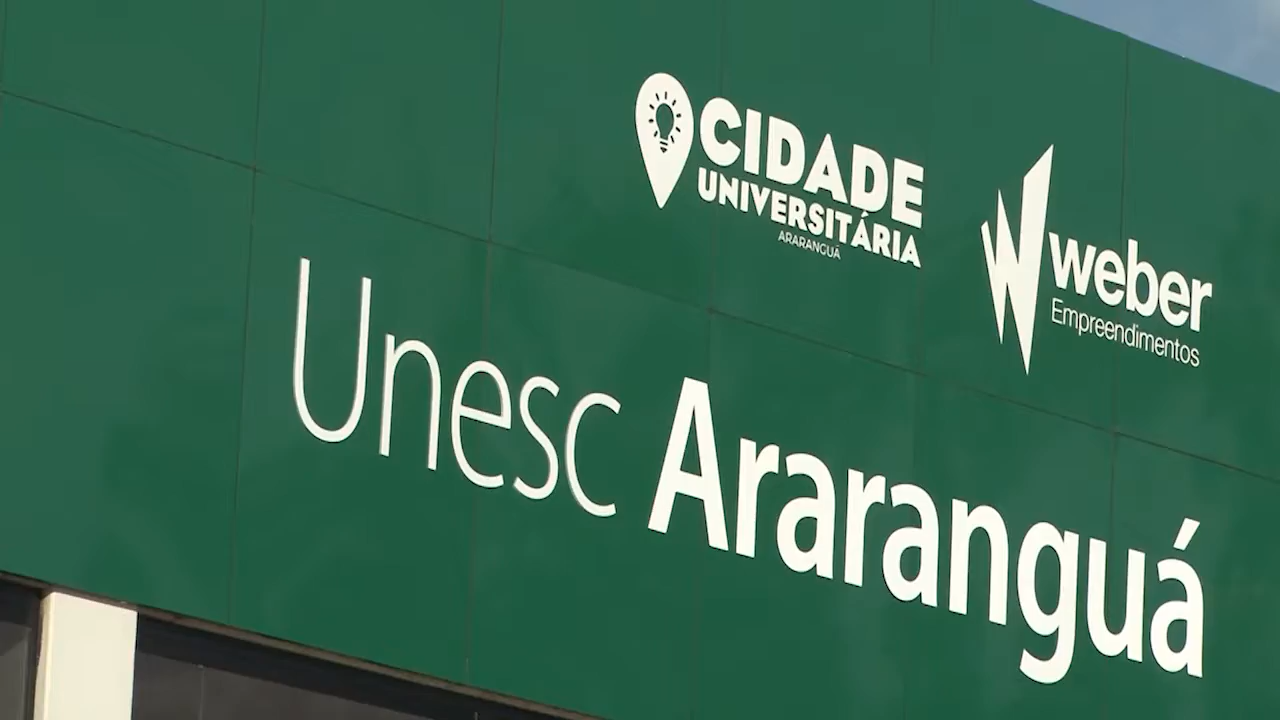 CIDADE
UNIVERSITÁRIA
ARARANGUÁ
weber
Empreendimentos
Unesc Araranguá